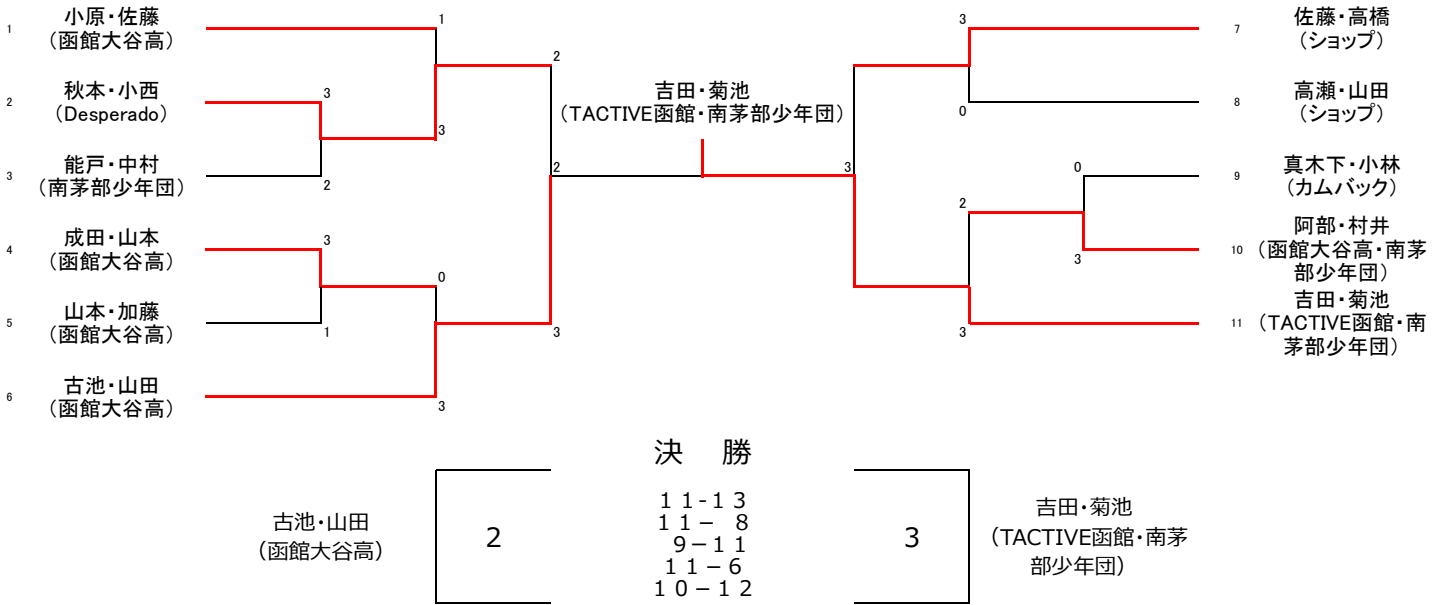 1
小原・佐藤
(函館大谷高)
2
秋本・小西
(Desperado)
3
能戸・中村
(南茅部少年団)
4
成田・山本
(函館大谷高)
5
山本・加藤
(函館大谷高)
6
古池・山田
(函館大谷高)
1
3
2
3
2
3
1
0
3
2
3
2
吉田・菊池
(TACTIVE函館・南茅部少年団)
3
3
0
2
0
3
3
7
佐藤・高橋
(ショップ)
8
高瀬・山田
(ショップ)
9
真木下・小林
(カムバック)
10
阿部・村井
(函館大谷高・南茅
部少年団)
11
吉田・菊池
(TACTIVE函館・南
茅部少年団)
決 勝
古池・山田
(函館大谷高)
2
11-13
11- 8
9-11
11-6
10-12
3
吉田・菊池
(TACTIVE函館・南茅
部少年団)